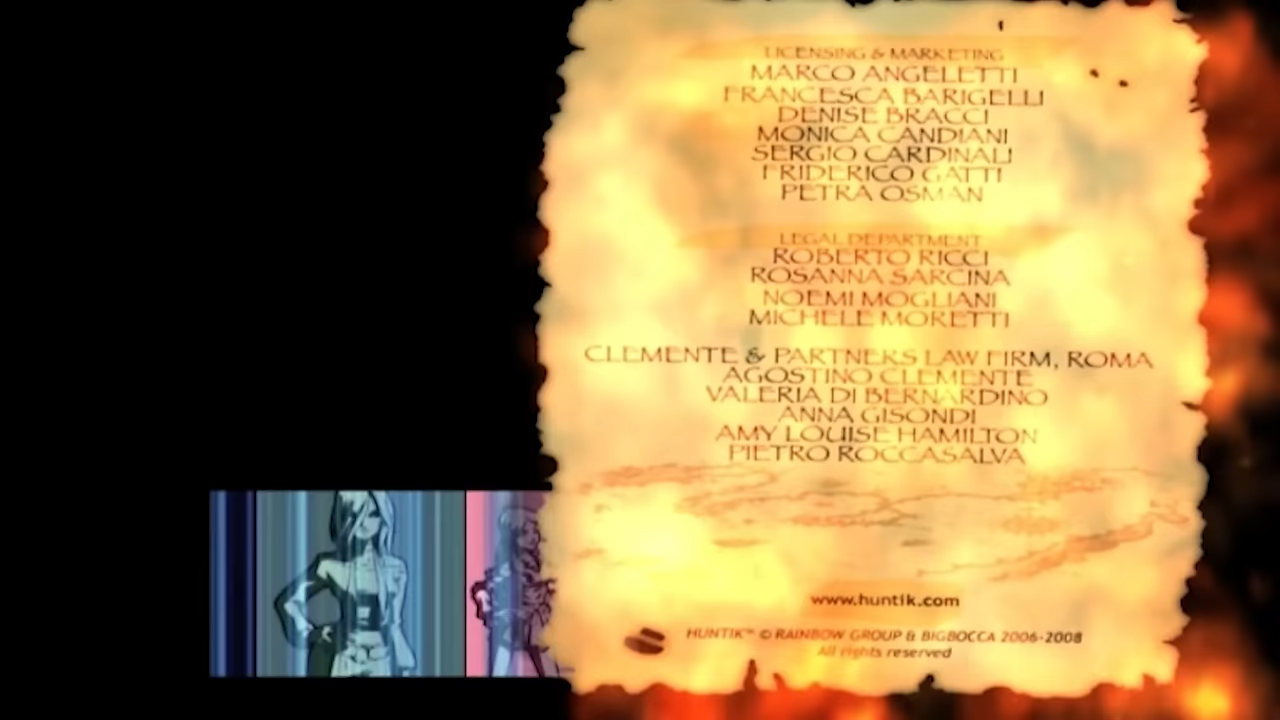 LICENSING & MARKETING
MARCO ANGELETTI
FRANCESCA BARIGELLI
DENISE BRACCI
MONICA CANDIANI
SERGIO CARDINALI
FRIDERICO GATTI
PETRA OSMAN
LEGAL DEPARTMENT
ROBERTO RICCI
ROSANNA SARCINA
NOEMI MOGLIANI
MICHELE MORETTI
CLEMENTE & PARTNERS LAW FIRM, ROMA
AGOSTINO CLEMENTE
VALERIA DI BERNARDINO
ANNA GISONDI
AMY LOUISE HAMILTON
PIETRO ROCCASALVA
www.huntik.com
HUNTIK™ © RAINBOW GROUP & BIGBOCCA 2006-2008
All rights reserved